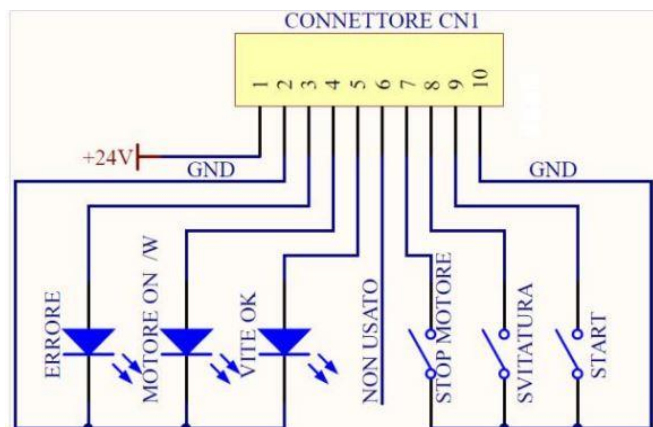 CONNETTORE CN1
1 2 3 4 5 6 7 8 9 10
+24V
GND
GND
ERRORE
MOTORE ON /W
VITE OK
NON USATO
STOP MOTORE
SVITATURA
START